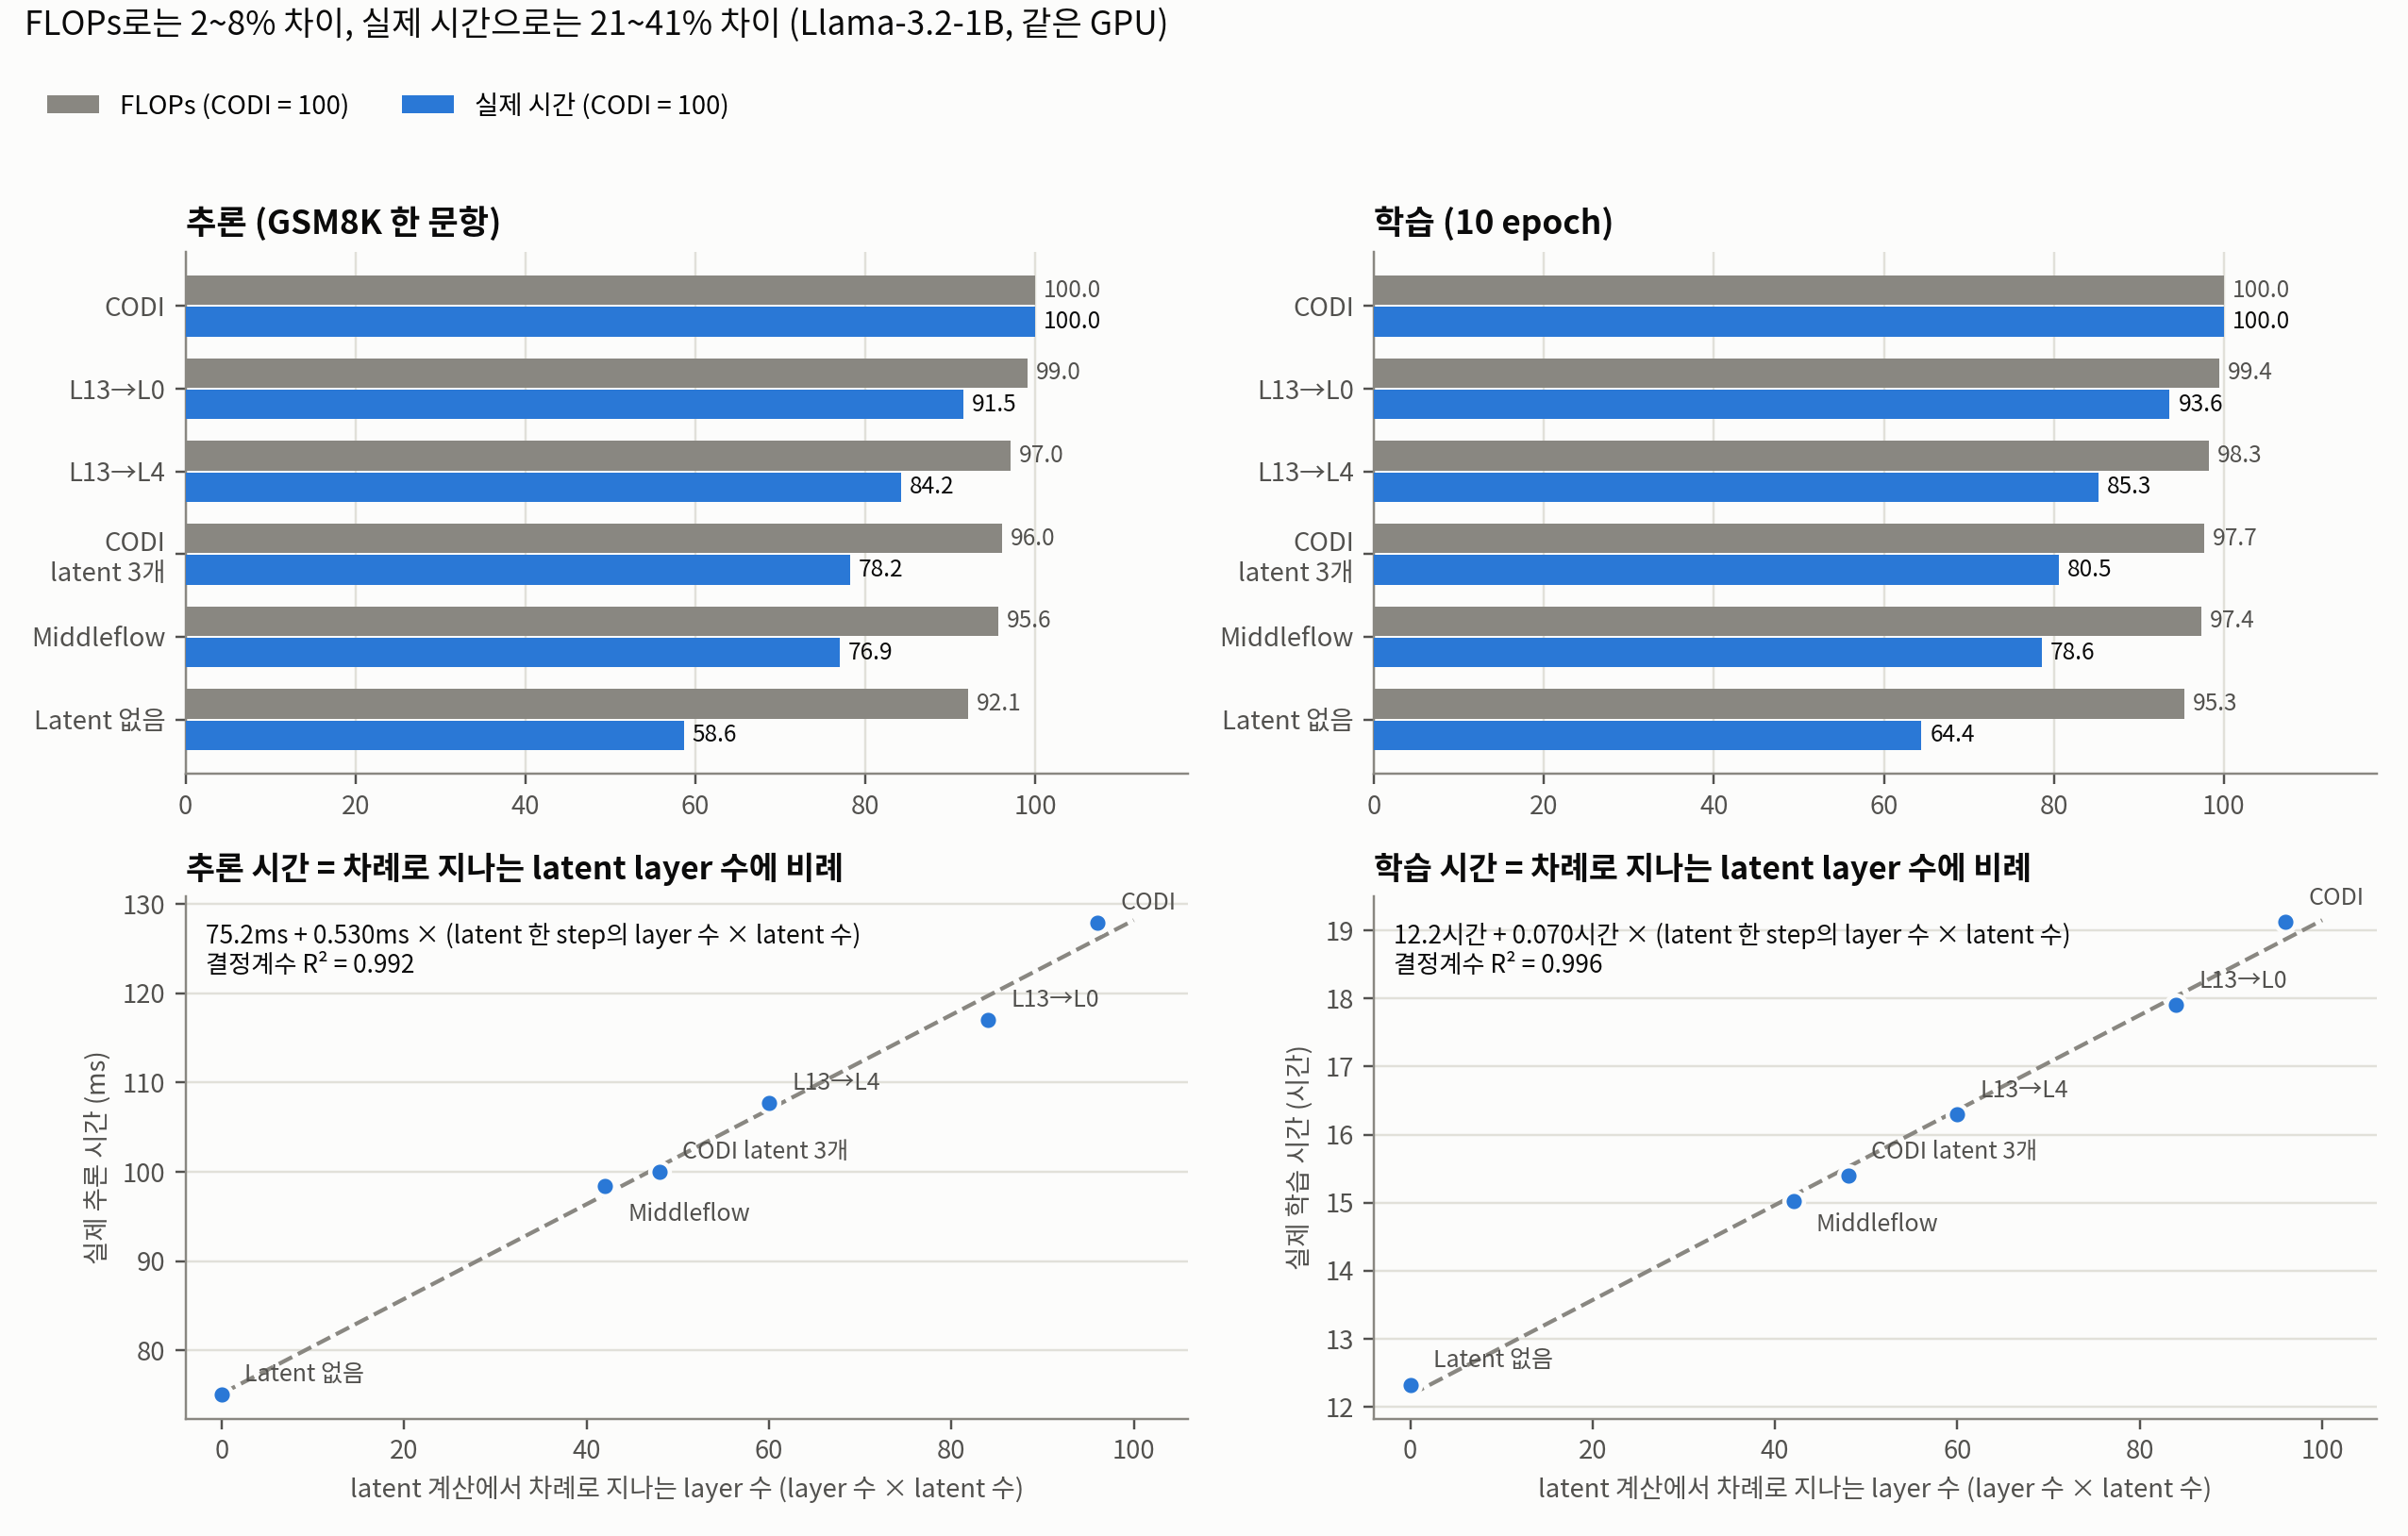 FLOPs로는 2~8% 차이, 실제 시간으로는 21~41% 차이 (Llama-3.2-1B, 같은 GPU)
FLOPs (CODI = 100)
실제 시간 (CODI = 100)
추론 (GSM8K 한 문항)
CODI
100.0
100.0
L13→L0
99.0
91.5
L13→L4
97.0
84.2
CODI
latent 3개
96.0
78.2
Middleflow
95.6
76.9
Latent 없음
92.1
58.6
0 20 40 60 80 100
학습 (10 epoch)
CODI
100.0
100.0
L13→L0
99.4
93.6
L13→L4
98.3
85.3
CODI
latent 3개
97.7
80.5
Middleflow
97.4
78.6
Latent 없음
95.3
64.4
0 20 40 60 80 100
추론 시간 = 차례로 지나는 latent layer 수에 비례
75.2ms + 0.530ms × (latent 한 step의 layer 수 × latent 수)
결정계수 R² = 0.992
실제 추론 시간 (ms)
130
120
110
100
90
80
CODI
L13→L0
L13→L4
CODI latent 3개
Middleflow
Latent 없음
0 20 40 60 80 100
latent 계산에서 차례로 지나는 layer 수 (layer 수 × latent 수)
학습 시간 = 차례로 지나는 latent layer 수에 비례
12.2시간 + 0.070시간 × (latent 한 step의 layer 수 × latent 수)
결정계수 R² = 0.996
실제 학습 시간 (시간)
19
18
17
16
15
14
13
12
CODI
L13→L0
L13→L4
CODI latent 3개
Middleflow
Latent 없음
0 20 40 60 80 100
latent 계산에서 차례로 지나는 layer 수 (layer 수 × latent 수)